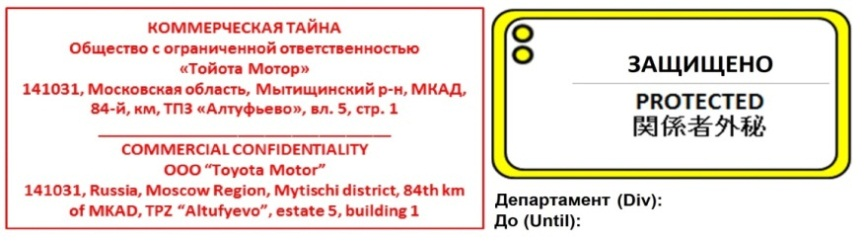 КОММЕРЧЕСКАЯ ТАЙНА
Общество с ограниченной ответственностью
«Тойота Мотор»
141031, Московская область, Мытищинский р-н, МКАД,
84-й, км, ТПЗ «Алтуфьево», вл. 5, стр. 1
COMMERCIAL CONFIDENTIALITY
ООО “Toyota Motor”
141031, Russia, Moscow Region, Mytischi district, 84th km
of MKAD, TPZ “Altufyevo”, estate 5, building 1
ЗАЩИЩЕНО
PROTECTED
関係者外秘
Департамент (Div):
До (Until):